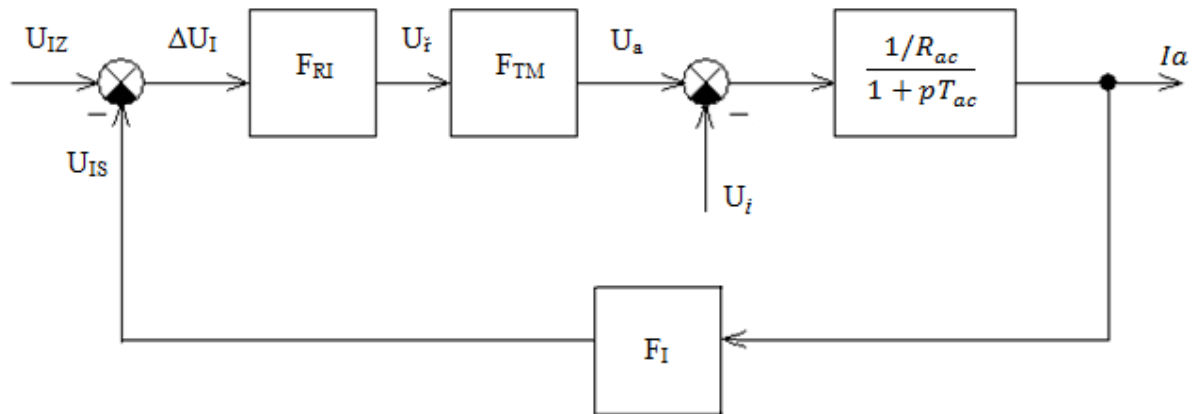 U_IZ
ΔU_I
F_RI
U_ř
F_TM
U_a
1/R_ac
1 + pT_ac
Ia
−
−
U_IS
U_i
F_I